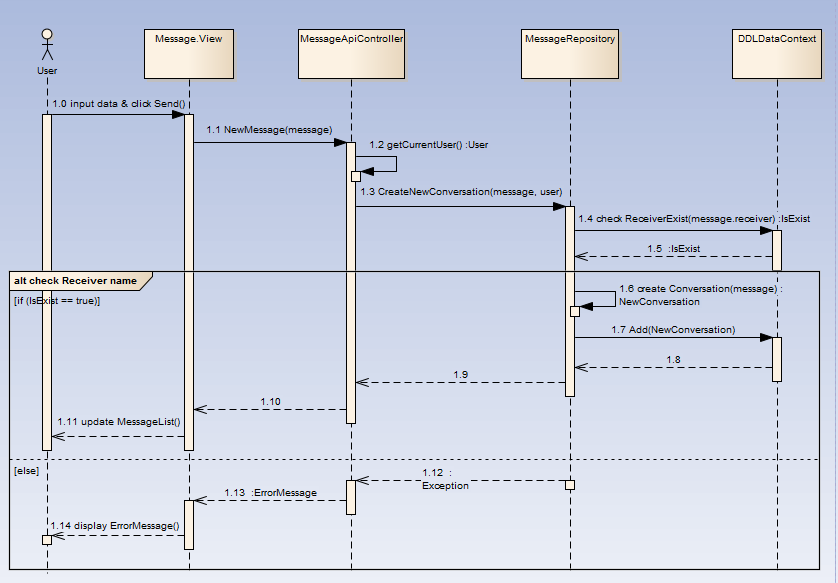 Message.View
MessageApiController
MessageRepository
DDLDataContext
User
1.0 input data & click Send()
1.1 NewMessage(message)
1.2 getCurrentUser() :User
1.3 CreateNewConversation(message, user)
1.4 check ReceiverExist(message.receiver) :IsExist
1.5 :IsExist
alt check Receiver name
[if (IsExist == true)]
1.6 create Conversation(message) :
NewConversation
1.7 Add(NewConversation)
1.8
1.9
1.10
1.11 update MessageList()
[else]
1.12 :
Exception
1.13 :ErrorMessage
1.14 display ErrorMessage()